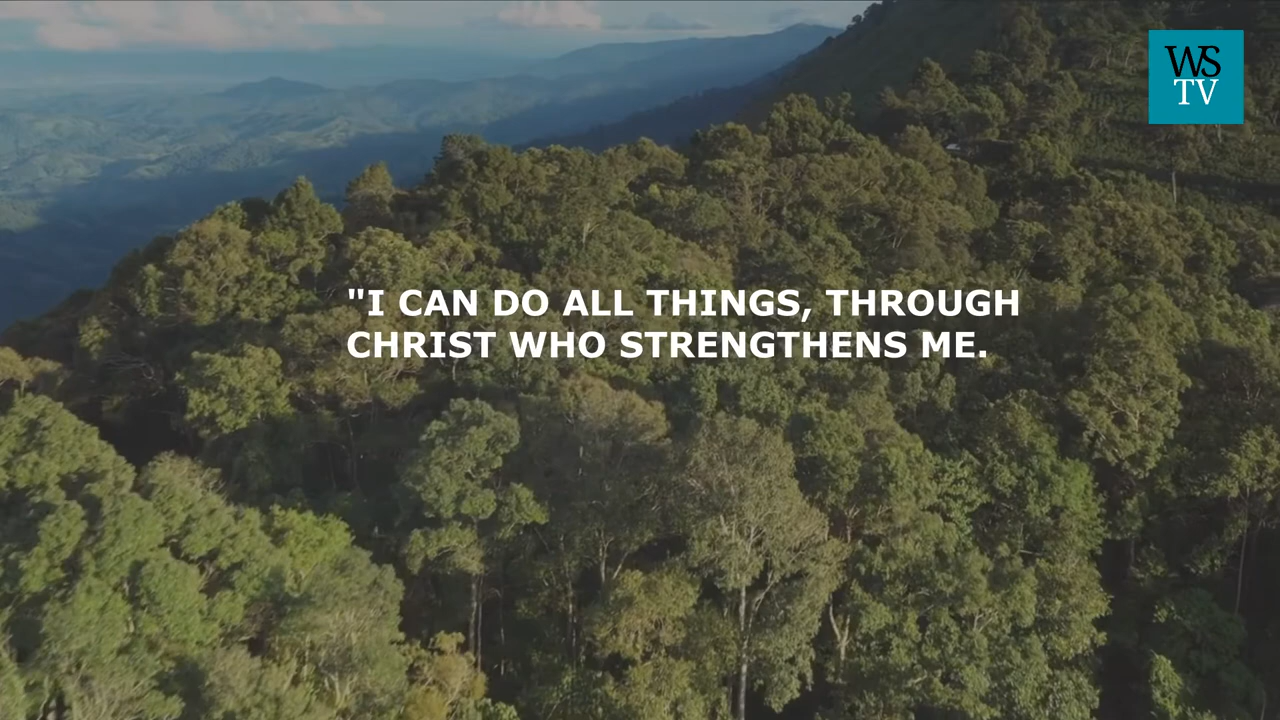 WS
TV
"I CAN DO ALL THINGS, THROUGH
CHRIST WHO STRENGTHENS ME.